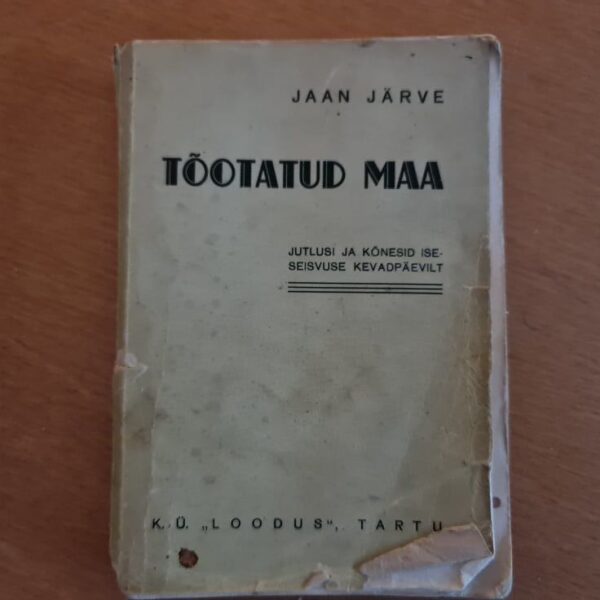 JAAN JÄRVE
TÕOTATUD MAA
JUTLUSI JA KÕNESID ISE-
SEISVUSE KEVADPÄEVILT
K. Ü. „LOODUS“, TARTU